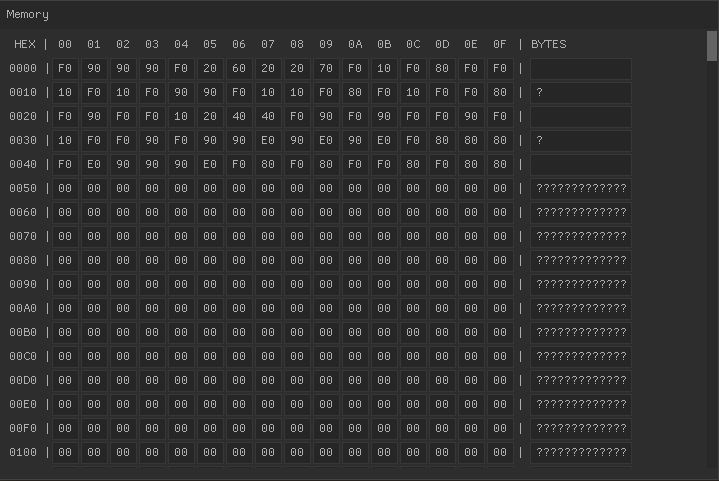 Memory
HEX | 00 01 02 03 04 05 06 07 08 09 0A 0B 0C 0D 0E 0F | BYTES
0000 | F0 90 90 90 F0 20 60 20 20 70 F0 10 F0 80 F0 F0 |
0010 | 10 F0 10 F0 90 90 F0 10 10 F0 80 F0 10 F0 F0 80 | ?
0020 | F0 90 F0 F0 10 20 40 40 F0 90 F0 90 F0 F0 90 F0 |
0030 | 10 F0 F0 90 F0 90 90 E0 90 E0 90 E0 F0 80 80 80 | ?
0040 | F0 E0 90 90 90 E0 F0 80 F0 80 F0 F0 80 F0 80 80 |
0050 | 00 00 00 00 00 00 00 00 00 00 00 00 00 00 00 00 | ?????????????
0060 | 00 00 00 00 00 00 00 00 00 00 00 00 00 00 00 00 | ?????????????
0070 | 00 00 00 00 00 00 00 00 00 00 00 00 00 00 00 00 | ?????????????
0080 | 00 00 00 00 00 00 00 00 00 00 00 00 00 00 00 00 | ?????????????
0090 | 00 00 00 00 00 00 00 00 00 00 00 00 00 00 00 00 | ?????????????
00A0 | 00 00 00 00 00 00 00 00 00 00 00 00 00 00 00 00 | ?????????????
00B0 | 00 00 00 00 00 00 00 00 00 00 00 00 00 00 00 00 | ?????????????
00C0 | 00 00 00 00 00 00 00 00 00 00 00 00 00 00 00 00 | ?????????????
00D0 | 00 00 00 00 00 00 00 00 00 00 00 00 00 00 00 00 | ?????????????
00E0 | 00 00 00 00 00 00 00 00 00 00 00 00 00 00 00 00 | ?????????????
00F0 | 00 00 00 00 00 00 00 00 00 00 00 00 00 00 00 00 | ?????????????
0100 | 00 00 00 00 00 00 00 00 00 00 00 00 00 00 00 00 | ?????????????